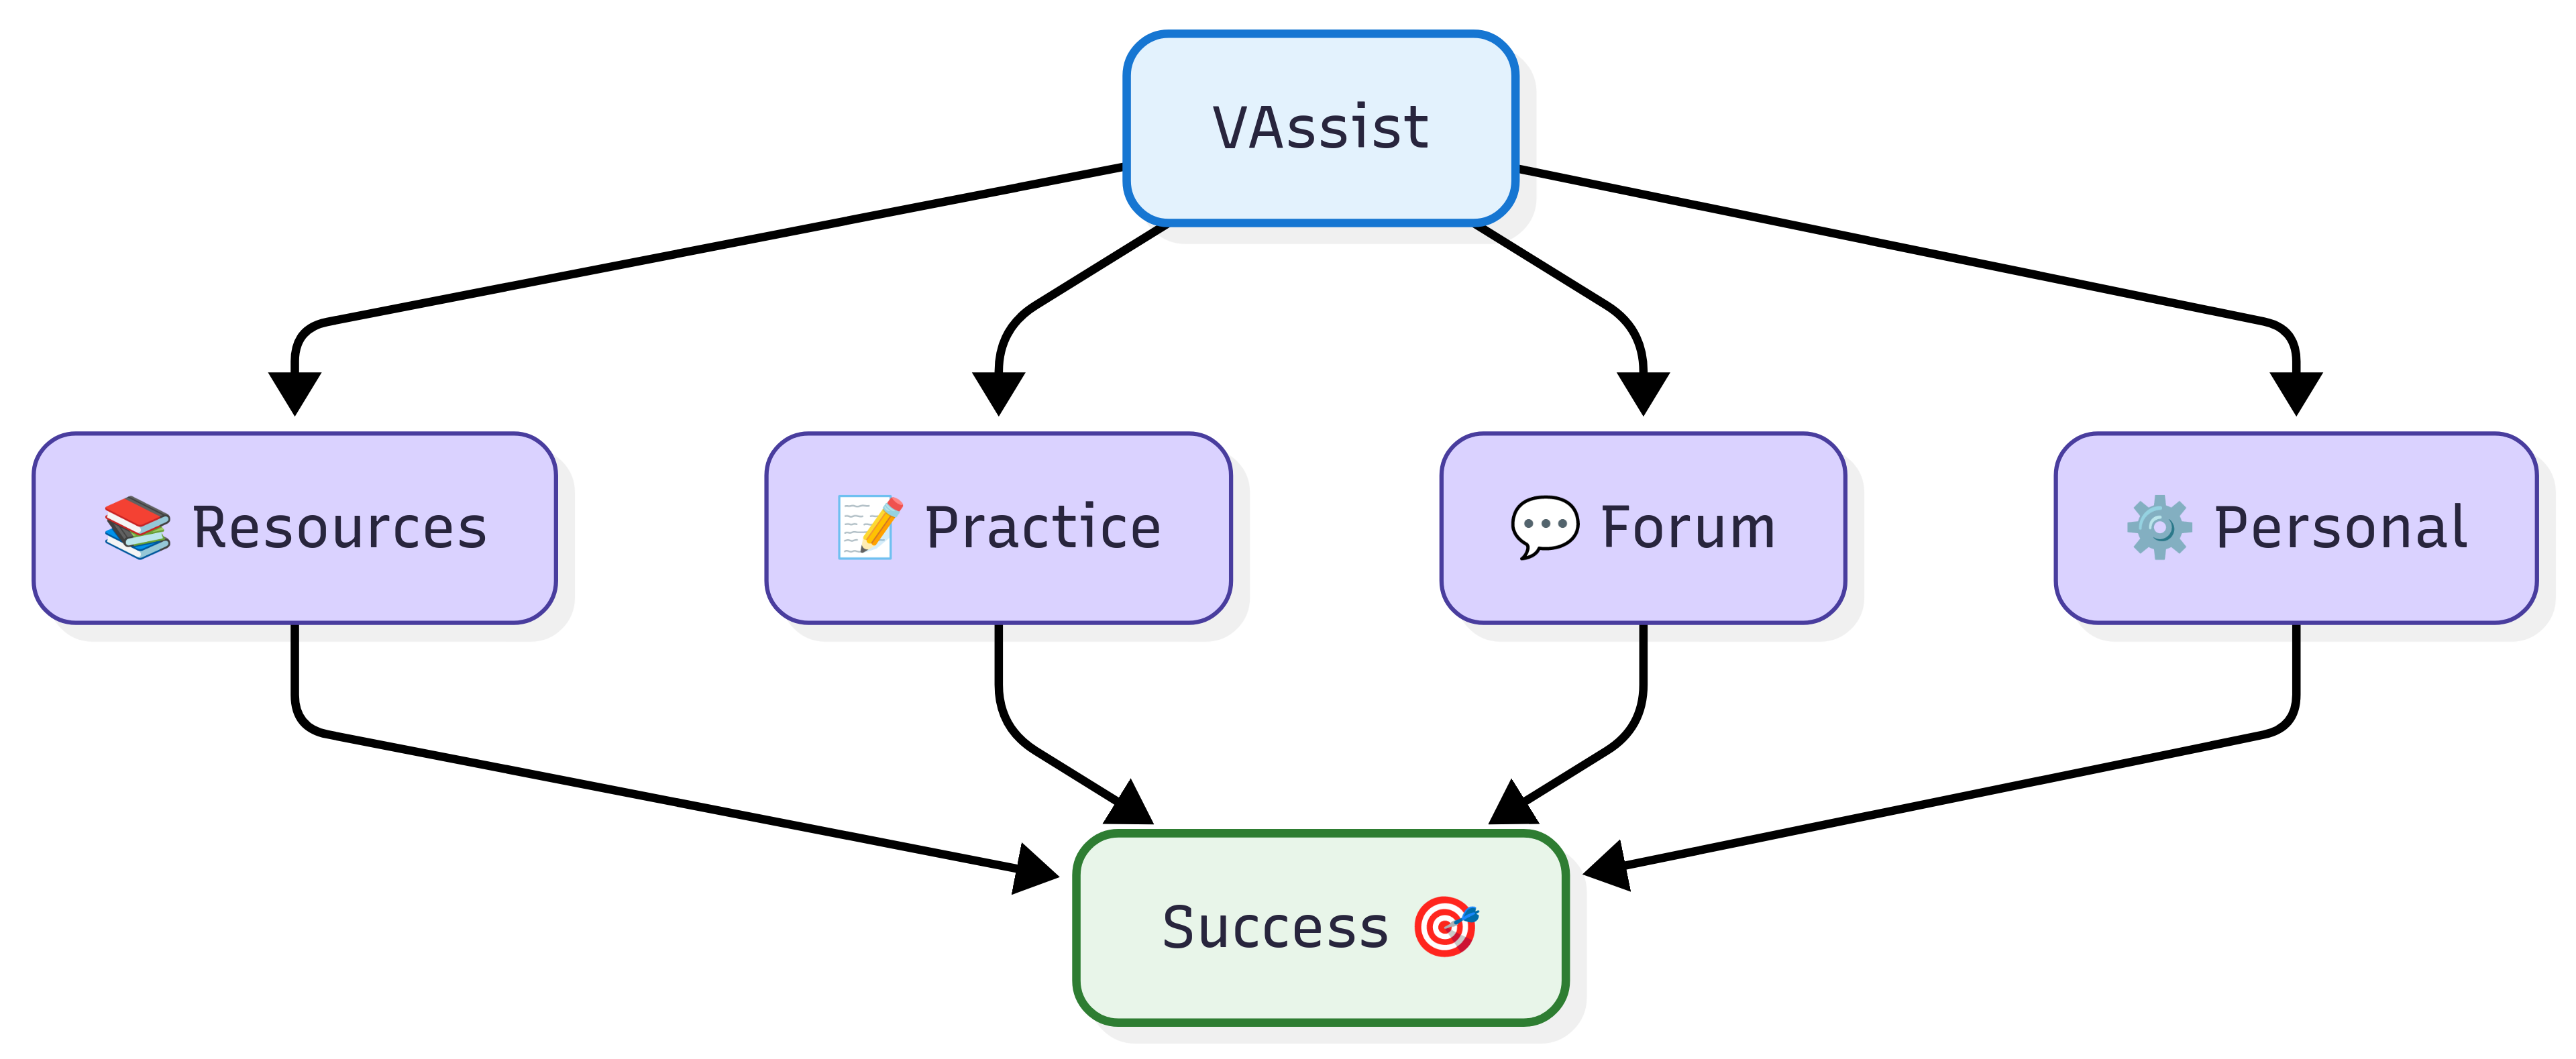 VAssist
📚 Resources
📝 Practice
💬 Forum
⚙️ Personal
Success 🎯